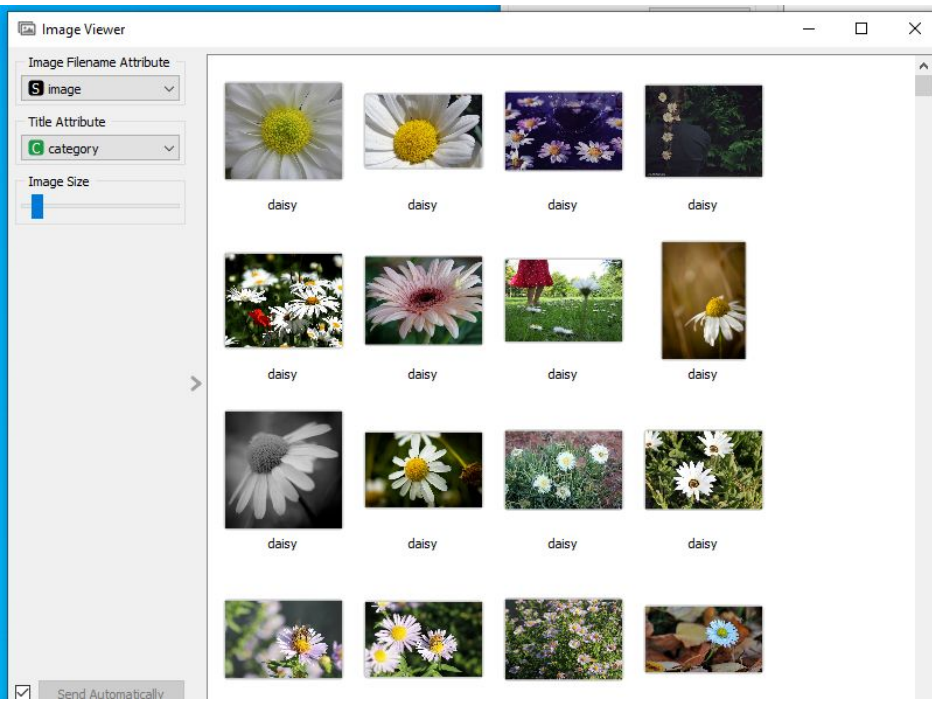 Image Viewer
Image Filename Attribute
S image
Title Attribute
C category
Image Size
daisy daisy daisy daisy
daisy daisy daisy daisy
daisy daisy daisy daisy
Send Automatically